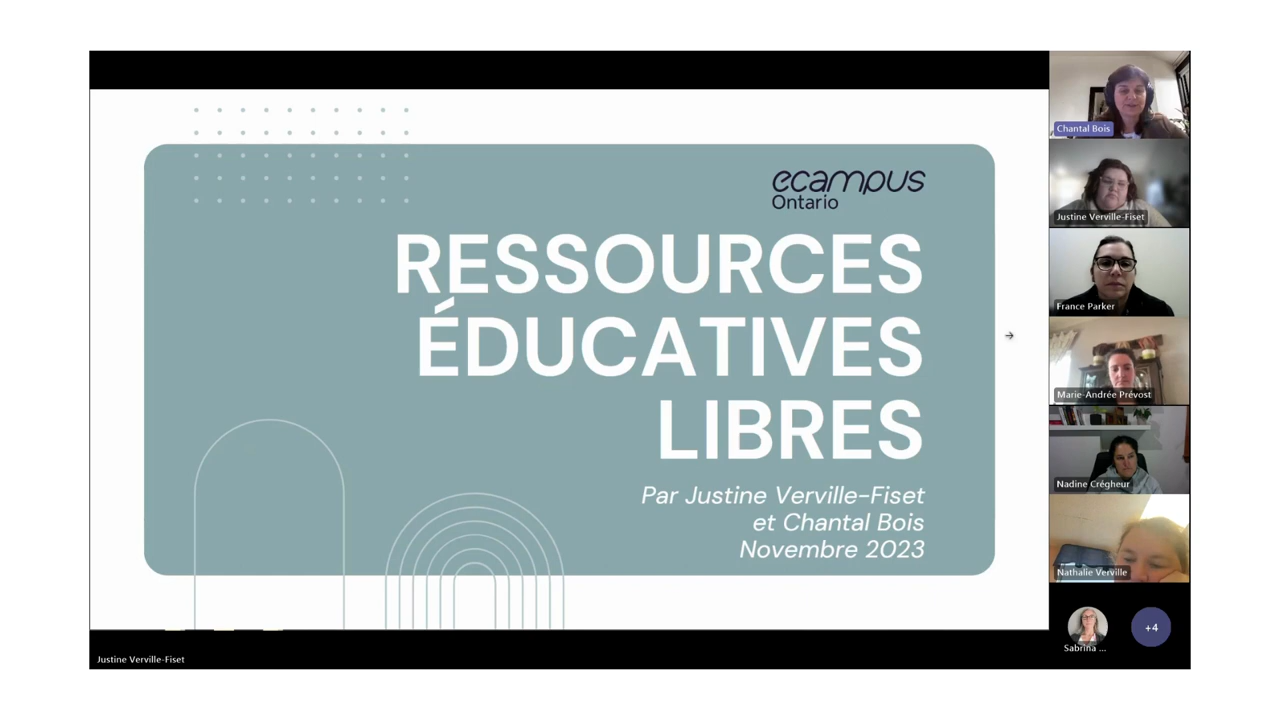 ecampus
Ontario
RESSOURCES
ÉDUCATIVES
LIBRES
Par Justine Verville-Fiset
et Chantal Bois
Novembre 2023
Justine Verville-Fiset
Chantal Bois
Justine Verville-Fiset
France Parker
Marie-Andrée Prévost
Nadine Crégheur
Nathalie Verville
Sabrina ...
+4